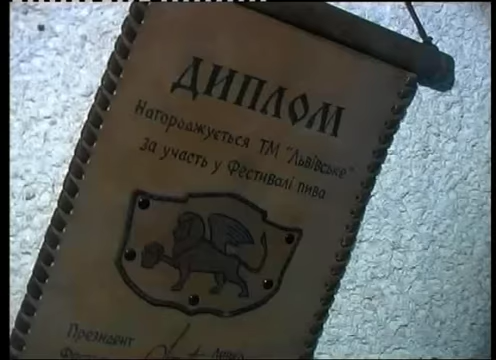 ДИПЛОМ
Нагороджується ТМ "Львівське"
за участь у Фестивалі пива
Президент